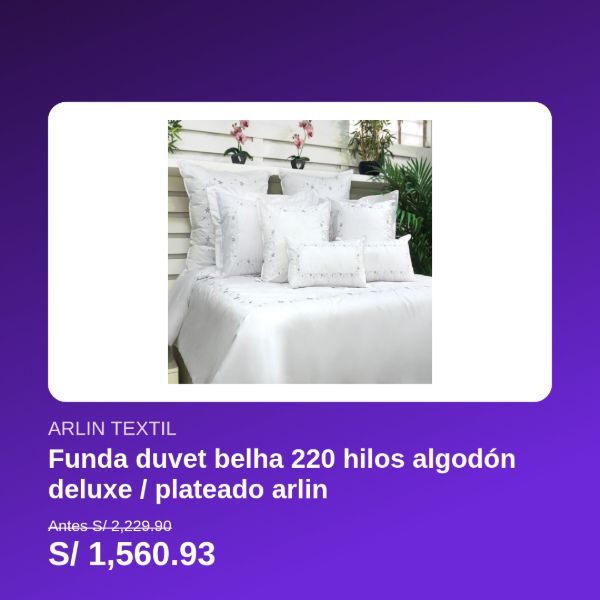 ARLIN TEXTIL
Funda duvet belha 220 hilos algodón
deluxe / plateado arlin
Antes S/ 2,229.90
S/ 1,560.93